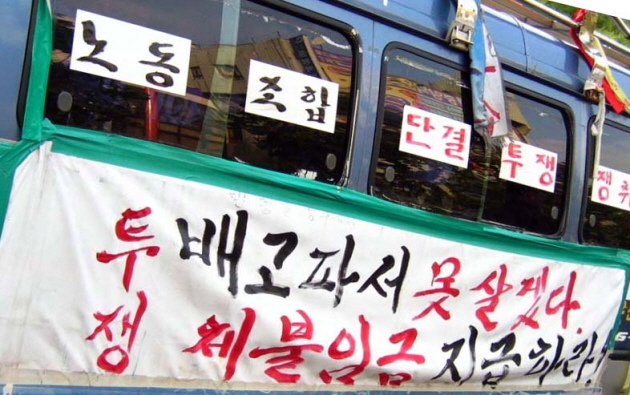 노동
조합
단결
투쟁
쟁
투쟁
배고파서 못살겠다.
체불임금 지급하라!